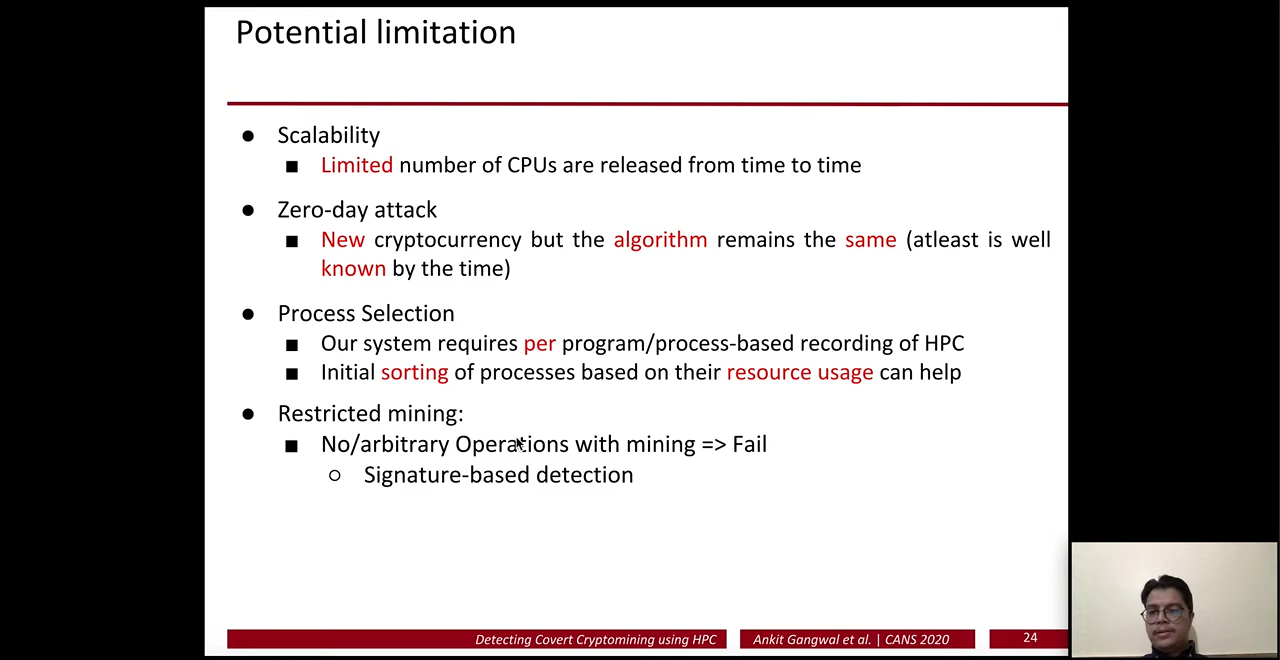 Potential limitation
● Scalability
■ Limited number of CPUs are released from time to time
● Zero-day attack
■ New cryptocurrency but the algorithm remains the same (atleast is well
known by the time)
● Process Selection
■ Our system requires per program/process-based recording of HPC
■ Initial sorting of processes based on their resource usage can help
● Restricted mining:
■ No/arbitrary Operations with mining => Fail
○ Signature-based detection
Detecting Covert Cryptomining using HPC
Ankit Gangwal et al. | CANS 2020
24